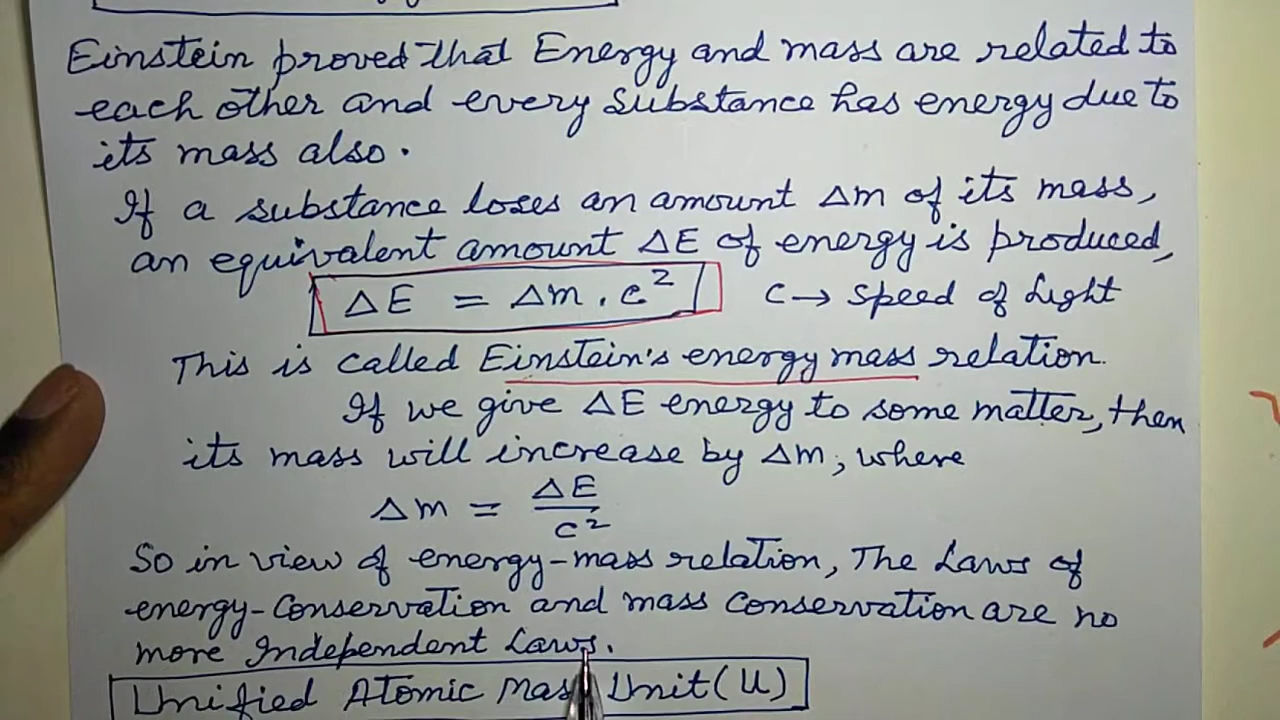 Einstein proved that Energy and mass are related to
each other and every substance has energy due to
its mass also.
If a substance loses an amount Δm of its mass,
an equivalent amount ΔE of energy is produced,
ΔE = Δm . c² c → speed of light
This is called Einstein's energy mass relation.
If we give ΔE energy to some matter, then
its mass will increase by Δm, where
Δm = ΔE/c²
So in view of energy-mass relation, The Laws of
energy-Conservation and mass conservation are no
more Independent Laws.
Unified Atomic Mass Unit (U)